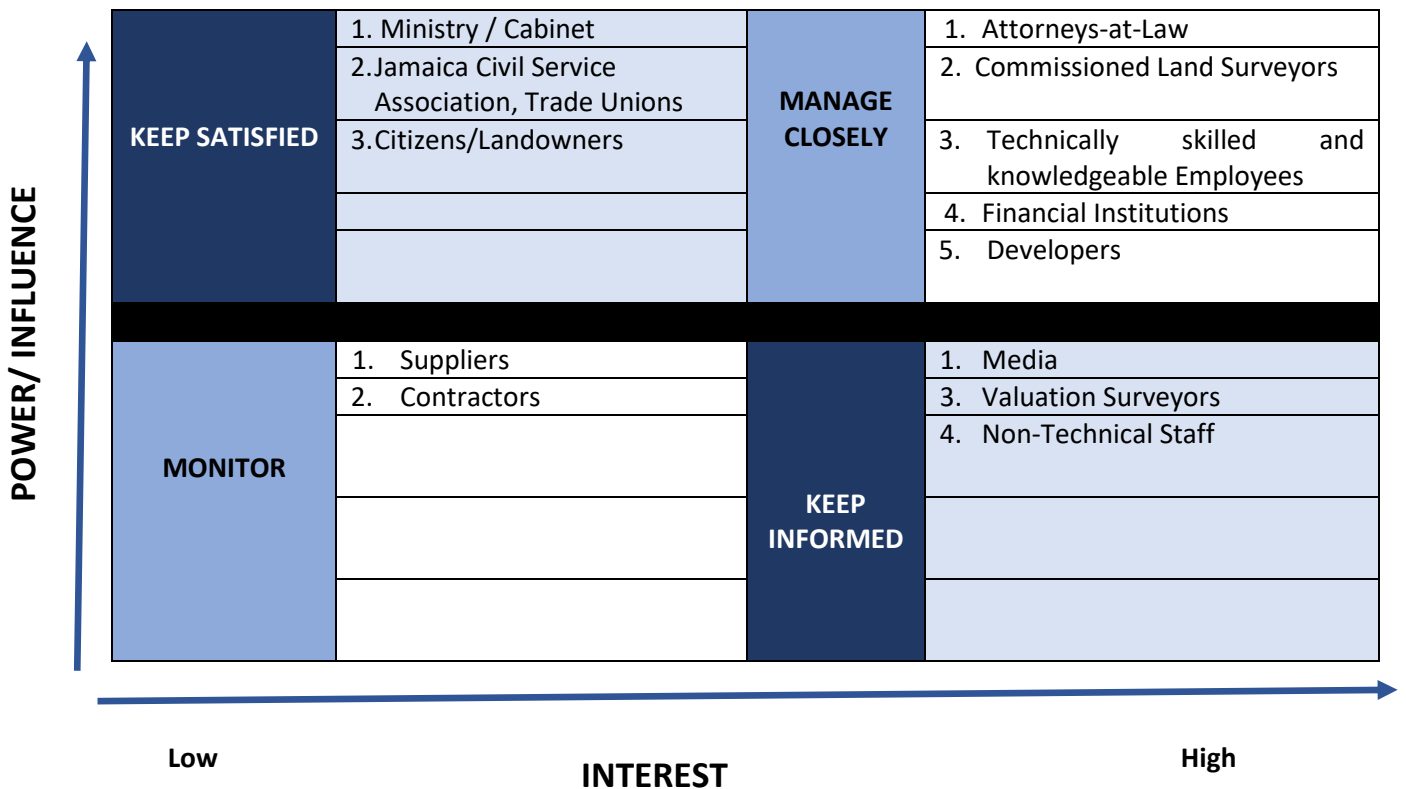 POWER/ INFLUENCE
KEEP SATISFIED
1. Ministry / Cabinet
2.Jamaica Civil Service
Association, Trade Unions
3.Citizens/Landowners
MANAGE
CLOSELY
1. Attorneys-at-Law
2. Commissioned Land Surveyors
3. Technically skilled and
knowledgeable Employees
4. Financial Institutions
5. Developers
MONITOR
1. Suppliers
2. Contractors
KEEP
INFORMED
1. Media
3. Valuation Surveyors
4. Non-Technical Staff
Low
INTEREST
High